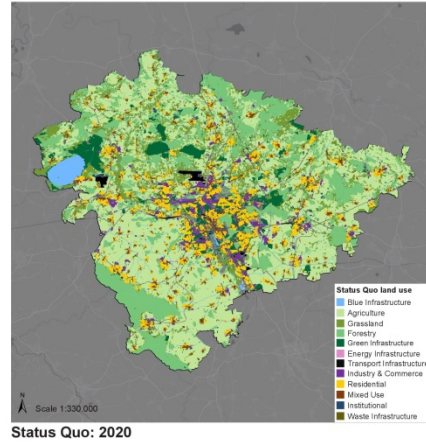 Status Quo land use
Blue Infrastructure
Agriculture
Grassland
Forestry
Green Infrastructure
Energy Infrastructure
Transport Infrastructure
Industry & Commerce
Residential
Mixed Use
Institutional
Waste Infrastructure
N
Scale 1:330,000
Status Quo: 2020